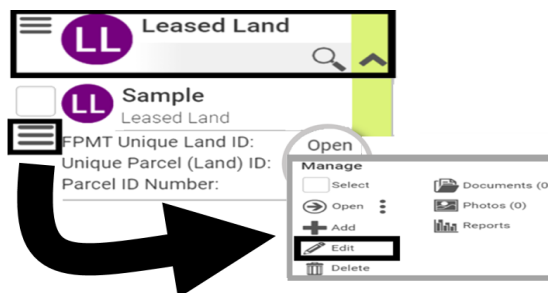 LL Leased Land
LL Sample
Leased Land
FPMT Unique Land ID:
Unique Parcel (Land) ID:
Parcel ID Number:
Open
Manage
Select
Documents (0
Open
Photos (0)
Add
Reports
Edit
Delete